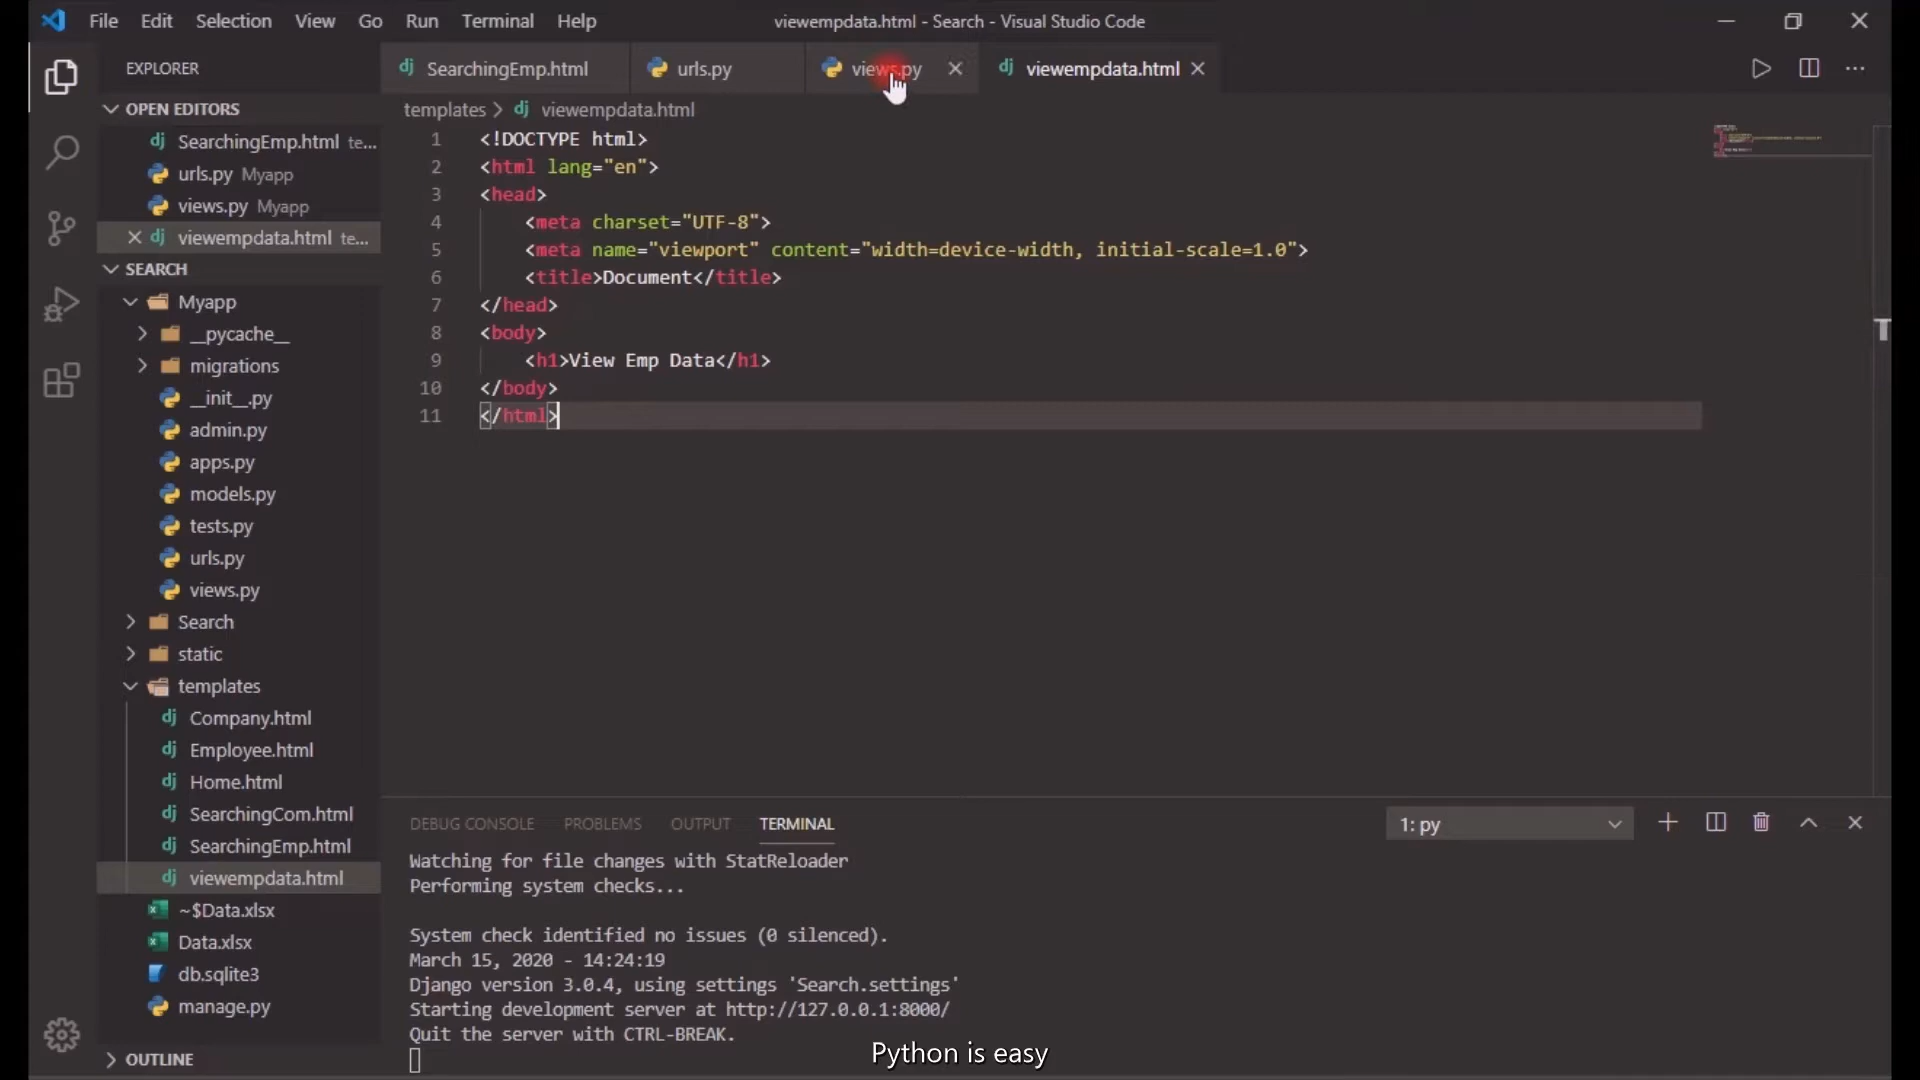 File Edit Selection View Go Run Terminal Help
viewempdata.html - Search - Visual Studio Code
EXPLORER
OPEN EDITORS
SearchingEmp.html te...
urls.py Myapp
views.py Myapp
viewempdata.html te...
SEARCH
Myapp
__pycache__
migrations
__init__.py
admin.py
apps.py
models.py
tests.py
urls.py
views.py
Search
static
templates
Company.html
Employee.html
Home.html
SearchingCom.html
SearchingEmp.html
viewempdata.html
~$Data.xlsx
Data.xlsx
db.sqlite3
manage.py
OUTLINE
SearchingEmp.html urls.py views.py viewempdata.html
templates > viewempdata.html
1 <!DOCTYPE html>
2 <html lang="en">
3 <head>
4 <meta charset="UTF-8">
5 <meta name="viewport" content="width=device-width, initial-scale=1.0">
6 <title>Document</title>
7 </head>
8 <body>
9 <h1>View Emp Data</h1>
10 </body>
11 </html>
DEBUG CONSOLE PROBLEMS OUTPUT TERMINAL
1: py
Watching for file changes with StatReloader
Performing system checks...
System check identified no issues (0 silenced).
March 15, 2020 - 14:24:19
Django version 3.0.4, using settings 'Search.settings'
Starting development server at http://127.0.0.1:8000/
Quit the server with CTRL-BREAK.
Python is easy